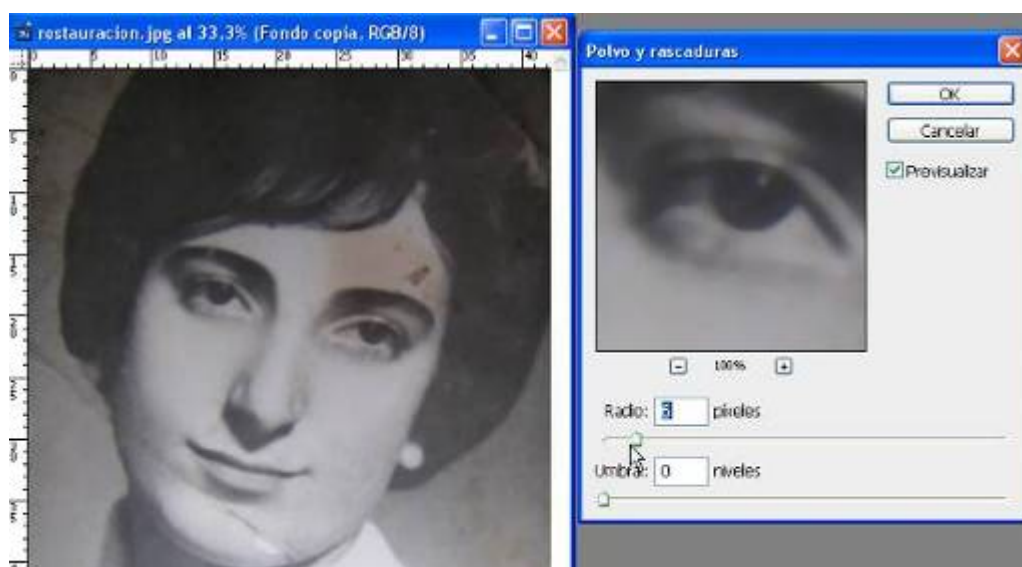 restauracion.jpg al 33,3% (Fondo copia, RGB/8)
Polvo y rascaduras
OK
Cancelar
Previsualizar
100%
Radio: 5 píxeles
Umbral: 0 niveles